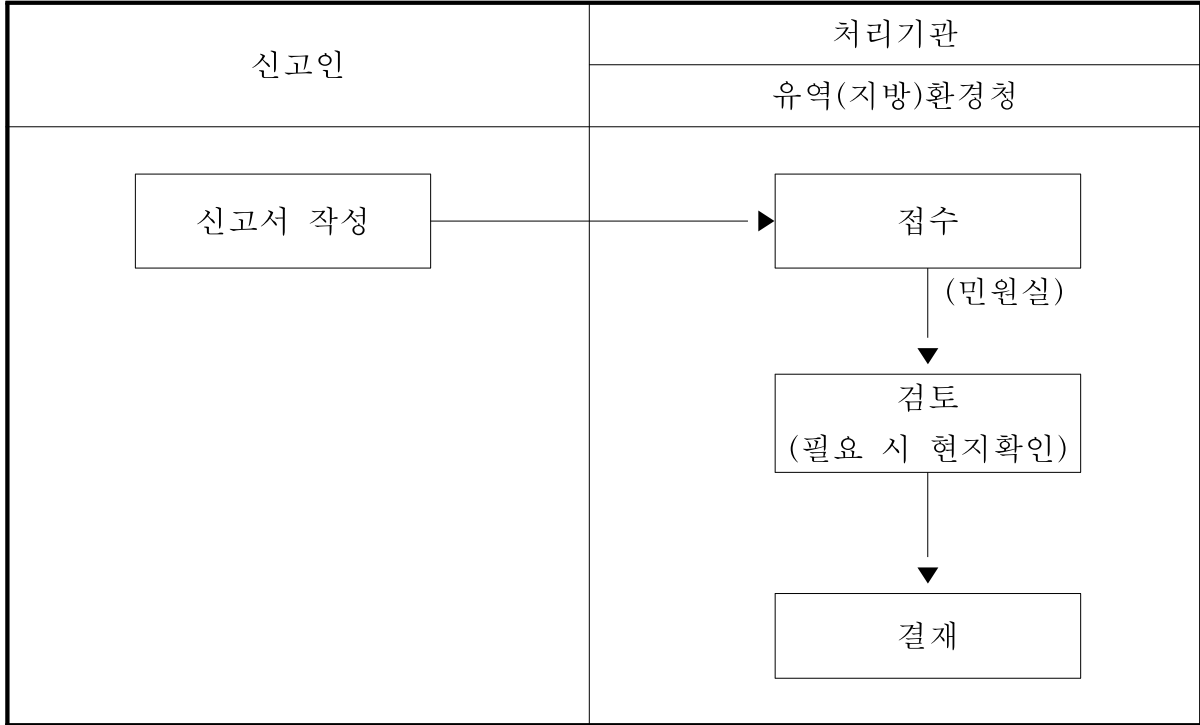 신고인
처리기관
유역(지방)환경청
신고서 작성
접수
(민원실)
검토
(필요 시 현지확인)
결재